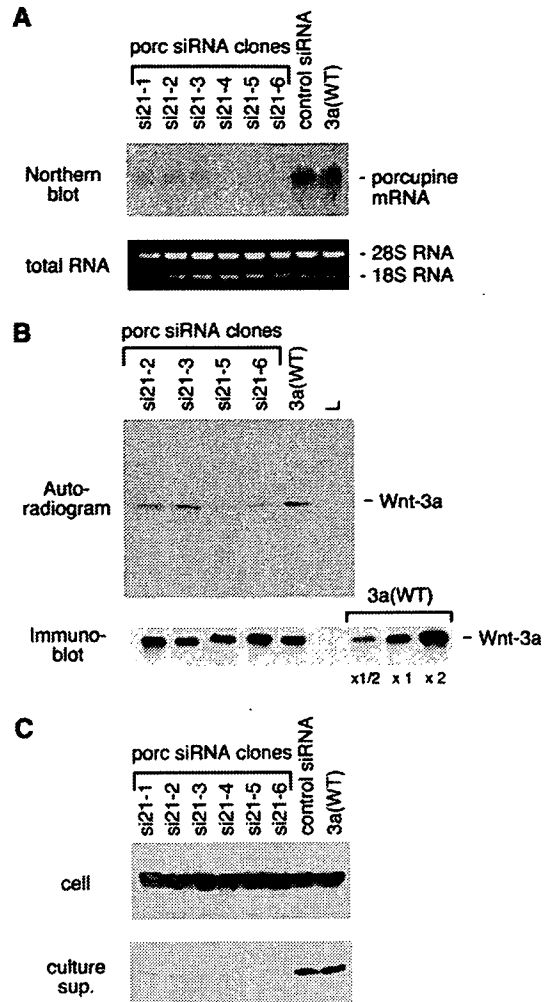 A
porc siRNA clones
si21-1
si21-2
si21-3
si21-4
si21-5
si21-6
control siRNA
3a(WT)
Northern
blot
- porcupine
mRNA
total RNA
- 28S RNA
- 18S RNA
B
porc siRNA clones
si21-2
si21-3
si21-5
si21-6
3a(WT)
L
Auto-
radiogram
- Wnt-3a
3a(WT)
Immuno-
blot
- Wnt-3a
x1/2 x 1 x 2
C
porc siRNA clones
si21-1
si21-2
si21-3
si21-4
si21-5
si21-6
control siRNA
3a(WT)
cell
culture
sup.